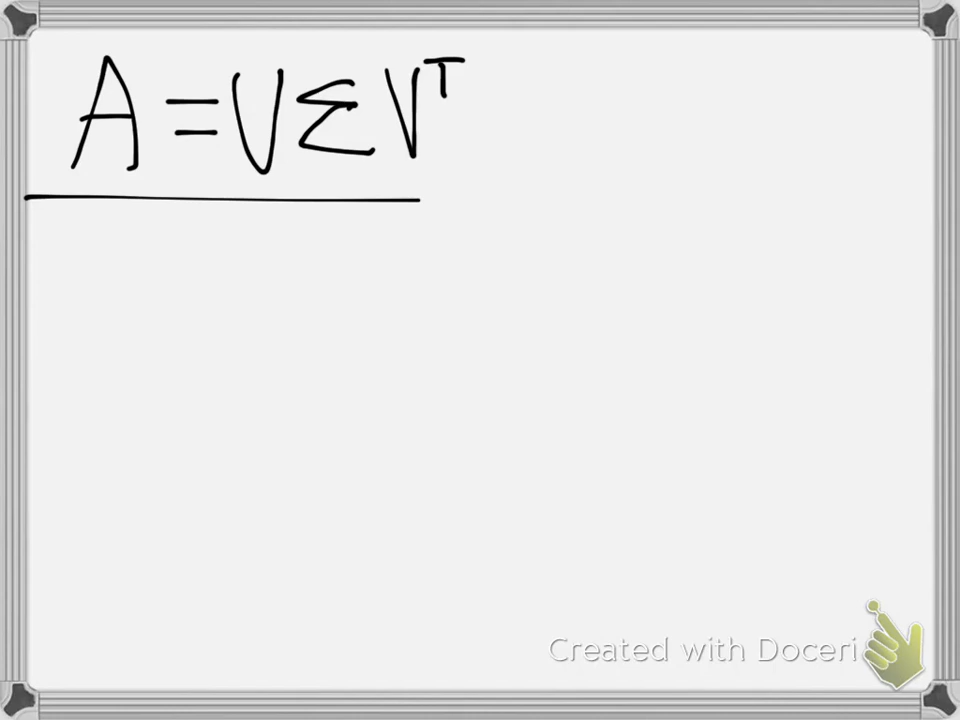 A = UΣV^T
Created with Doceri